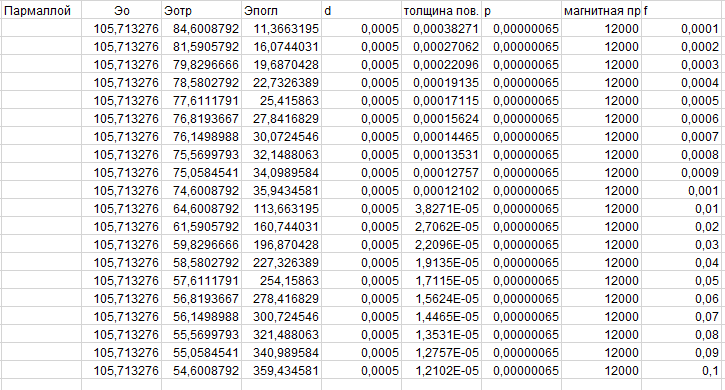 Пармаллой Эо Эотр Эпогл d толщина пов. p магнитная пр f
105,713276 84,6008792 11,3663195 0,0005 0,00038271 0,00000065 12000 0,0001
105,713276 81,5905792 16,0744031 0,0005 0,00027062 0,00000065 12000 0,0002
105,713276 79,8296666 19,6870428 0,0005 0,00022096 0,00000065 12000 0,0003
105,713276 78,5802792 22,7326389 0,0005 0,00019135 0,00000065 12000 0,0004
105,713276 77,6111791 25,415863 0,0005 0,00017115 0,00000065 12000 0,0005
105,713276 76,8193667 27,8416829 0,0005 0,00015624 0,00000065 12000 0,0006
105,713276 76,1498988 30,0724546 0,0005 0,00014465 0,00000065 12000 0,0007
105,713276 75,5699793 32,1488063 0,0005 0,00013531 0,00000065 12000 0,0008
105,713276 75,0584541 34,0989584 0,0005 0,00012757 0,00000065 12000 0,0009
105,713276 74,6008792 35,9434581 0,0005 0,00012102 0,00000065 12000 0,001
105,713276 64,6008792 113,663195 0,0005 3,8271E-05 0,00000065 12000 0,01
105,713276 61,5905792 160,744031 0,0005 2,7062E-05 0,00000065 12000 0,02
105,713276 59,8296666 196,870428 0,0005 2,2096E-05 0,00000065 12000 0,03
105,713276 58,5802792 227,326389 0,0005 1,9135E-05 0,00000065 12000 0,04
105,713276 57,6111791 254,15863 0,0005 1,7115E-05 0,00000065 12000 0,05
105,713276 56,8193667 278,416829 0,0005 1,5624E-05 0,00000065 12000 0,06
105,713276 56,1498988 300,724546 0,0005 1,4465E-05 0,00000065 12000 0,07
105,713276 55,5699793 321,488063 0,0005 1,3531E-05 0,00000065 12000 0,08
105,713276 55,0584541 340,989584 0,0005 1,2757E-05 0,00000065 12000 0,09
105,713276 54,6008792 359,434581 0,0005 1,2102E-05 0,00000065 12000 0,1